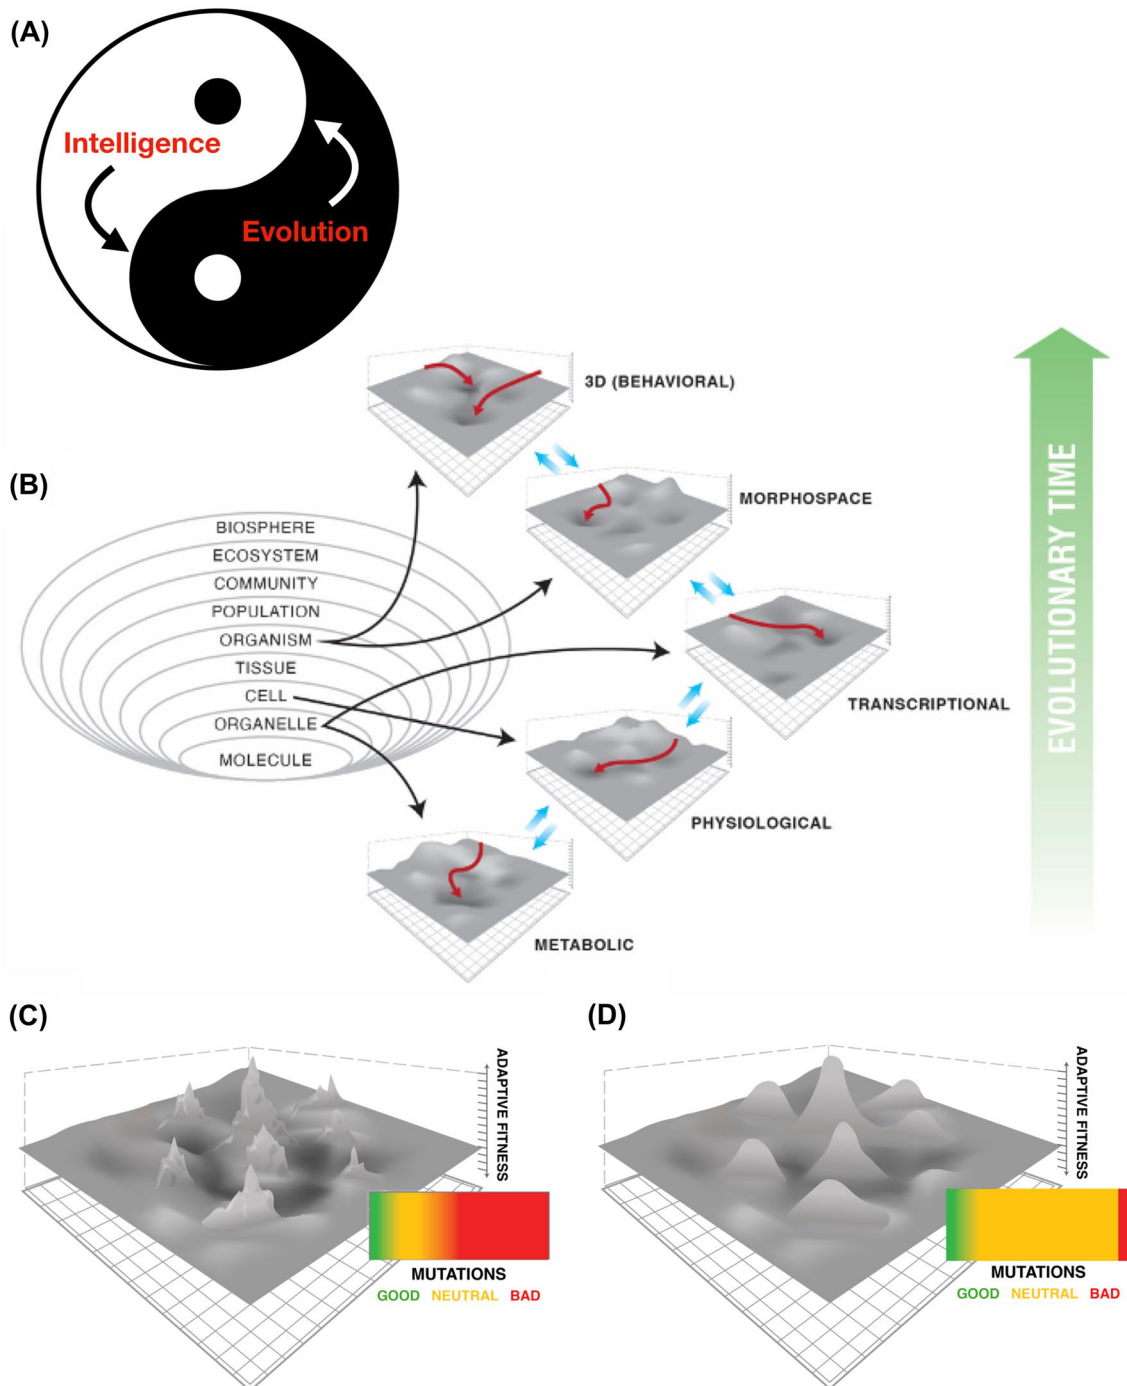 (A)
Intelligence
Evolution
(B)
3D (BEHAVIORAL)
MORPHOSPACE
TRANSCRIPTIONAL
PHYSIOLOGICAL
METABOLIC
BIOSPHERE
ECOSYSTEM
COMMUNITY
POPULATION
ORGANISM
TISSUE
CELL
ORGANELLE
MOLECULE
EVOLUTIONARY TIME
(C)
ADAPTIVE FITNESS
MUTATIONS
GOOD NEUTRAL BAD
(D)
ADAPTIVE FITNESS
MUTATIONS
GOOD NEUTRAL BAD